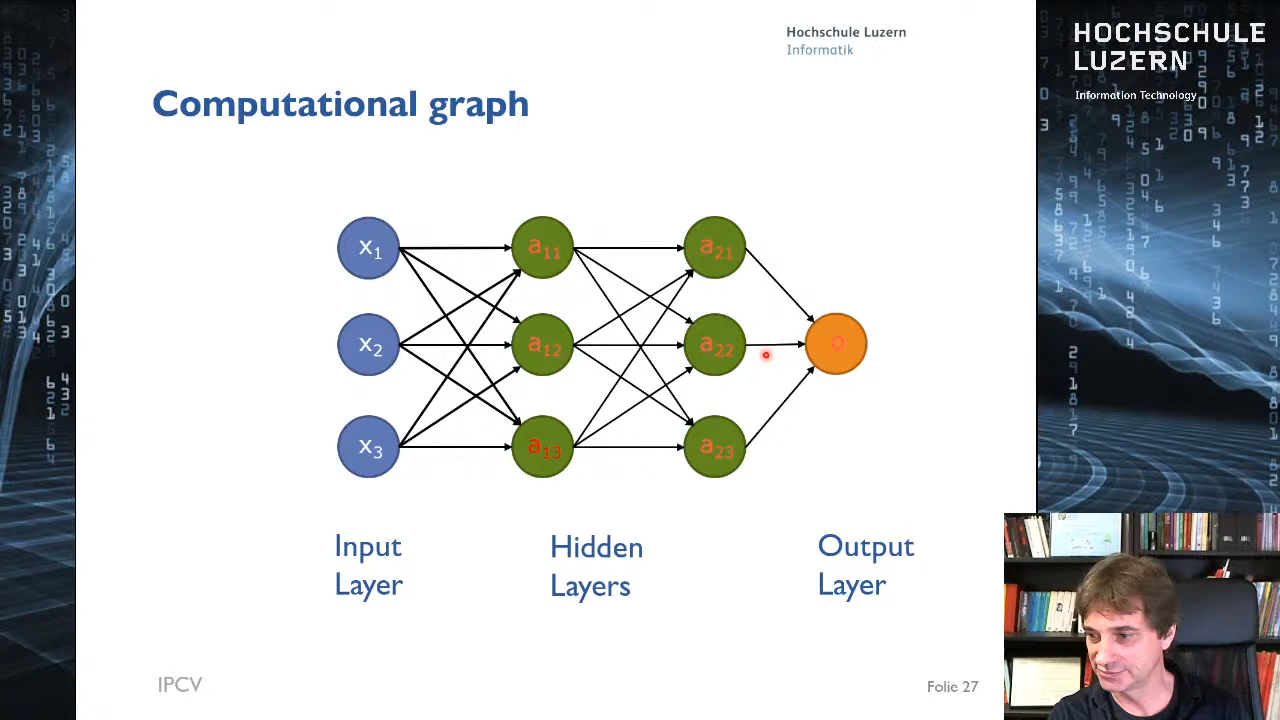 Hochschule Luzern
Informatik
HOCHSCHULE
LUZERN
Information Technology
Computational graph
x1 a11 a21
x2 a12 a22 o
x3 a13 a23
Input Hidden Output
Layer Layers Layer
IPCV Folie 27